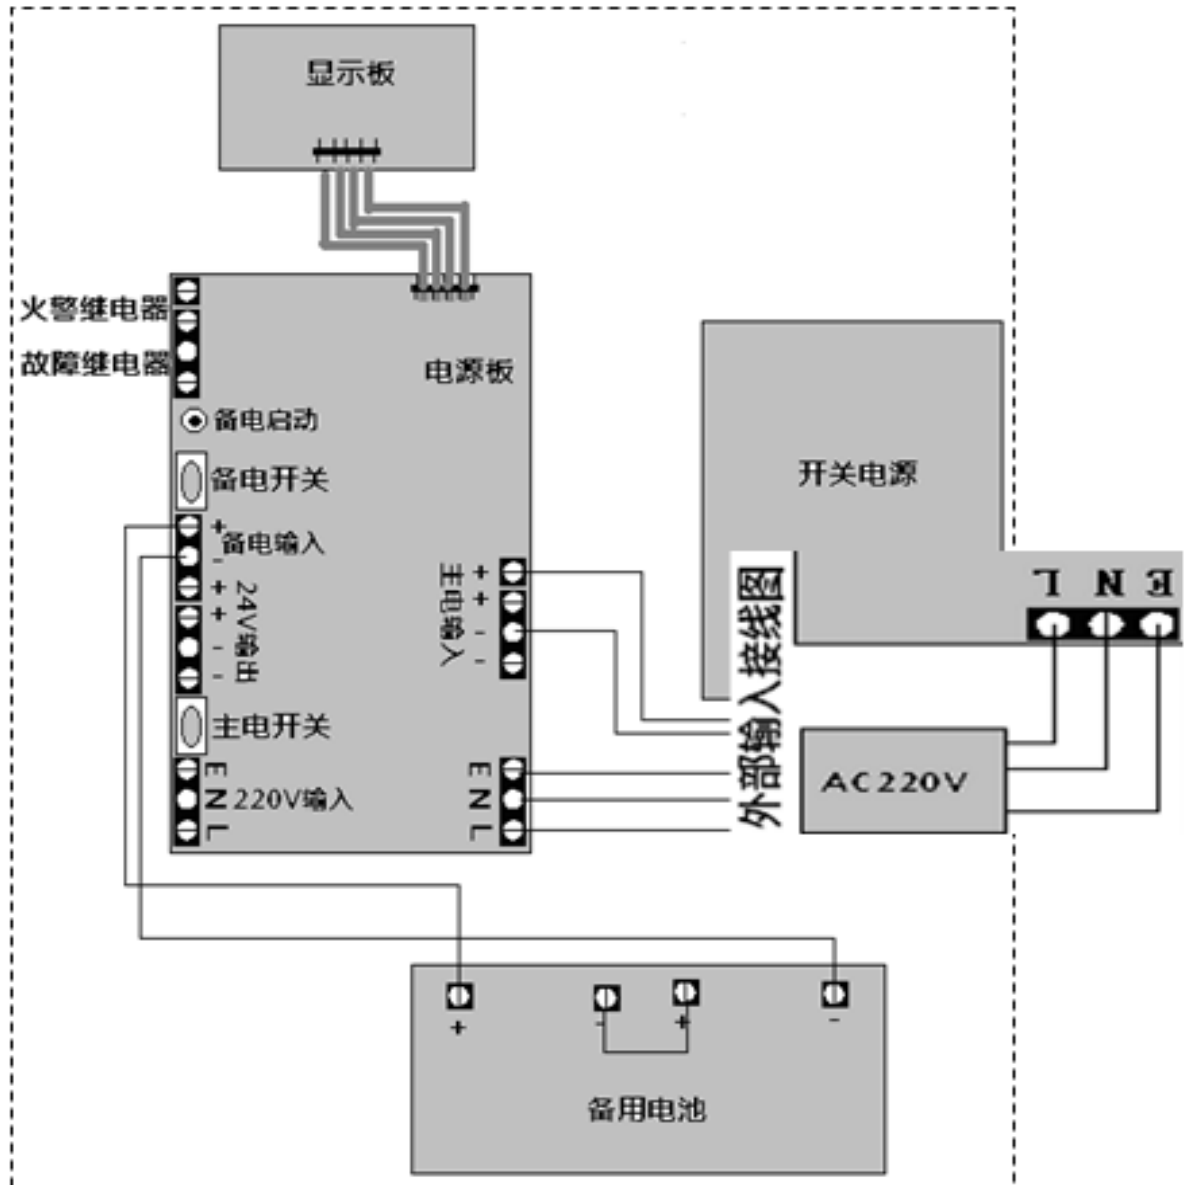 显示板
火警继电器
故障继电器
电源板
备电启动
备电开关
+
备电输入
-
+
+
24V输出
-
-
主电开关
E
N 220V输入
L
主电输入
+
+
-
-
E
N
L
开关电源
外部输入接线图
L N E
AC220V
+
-
+
-
备用电池